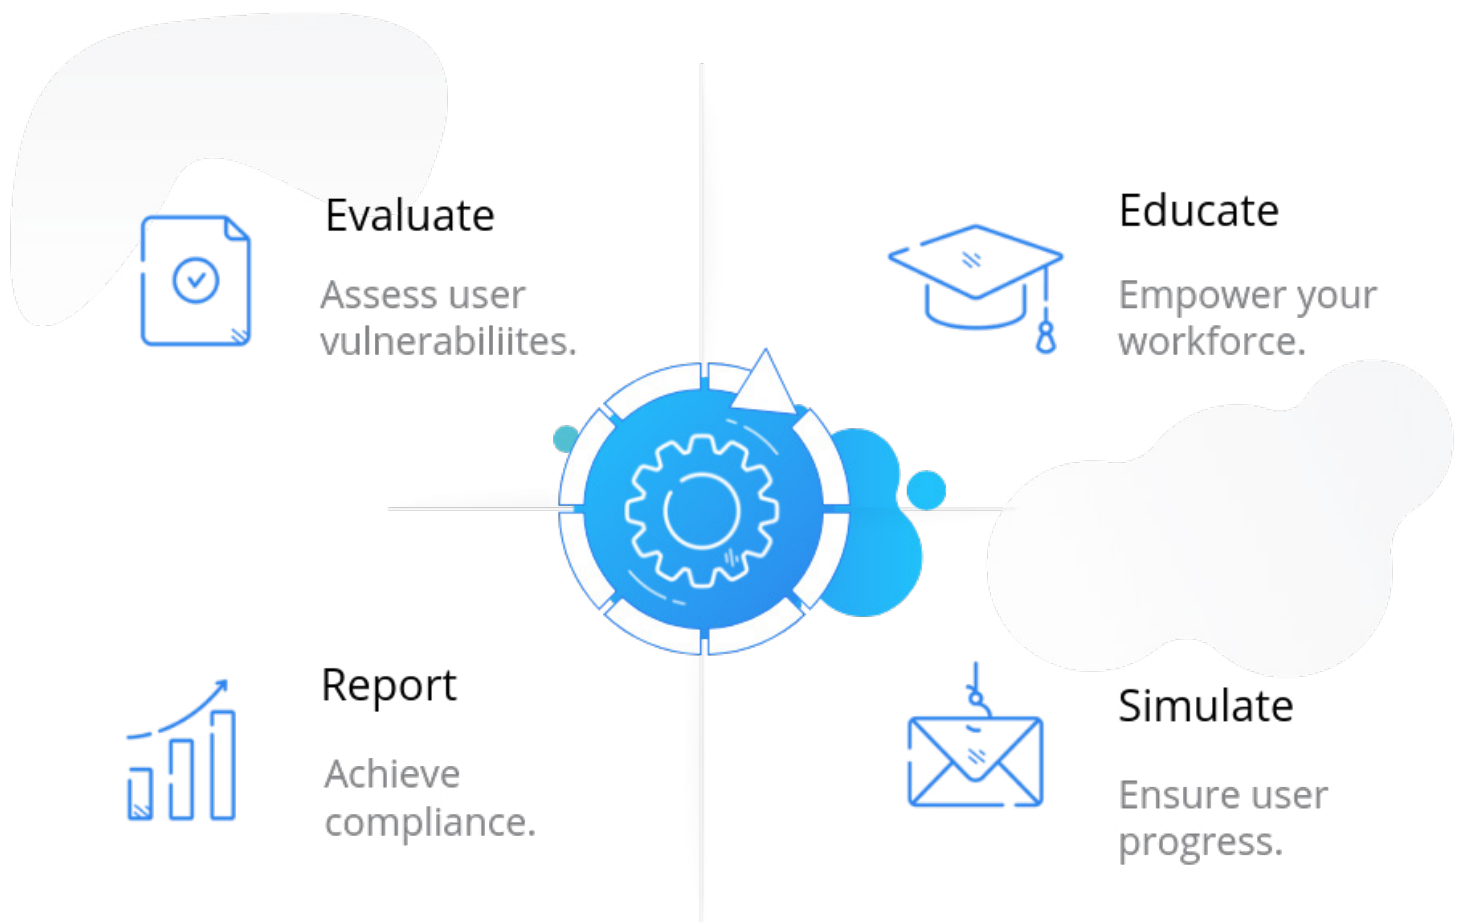 Evaluate
Assess user
vulnerabiliites.
Educate
Empower your
workforce.
Report
Achieve
compliance.
Simulate
Ensure user
progress.